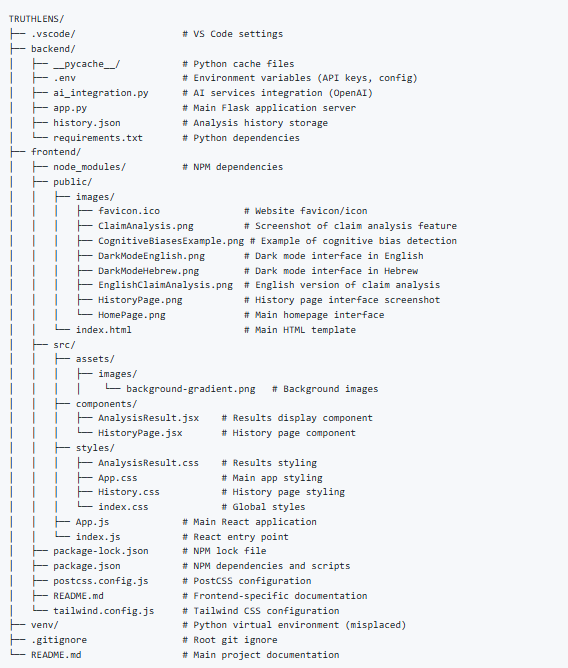 TRUTHLENS/
├── .vscode/                   # VS Code settings
├── backend/
│   ├── __pycache__/           # Python cache files
│   ├── .env                   # Environment variables (API keys, config)
│   ├── ai_integration.py      # AI services integration (OpenAI)
│   ├── app.py                 # Main Flask application server
│   ├── history.json           # Analysis history storage
│   └── requirements.txt       # Python dependencies
├── frontend/
│   ├── node_modules/          # NPM dependencies
│   ├── public/
│   │   ├── images/
│   │   │   ├── favicon.ico               # Website favicon/icon
│   │   │   ├── ClaimAnalysis.png         # Screenshot of claim analysis feature
│   │   │   ├── CognitiveBiasesExample.png # Example of cognitive bias detection
│   │   │   ├── DarkModeEnglish.png       # Dark mode interface in English
│   │   │   ├── DarkModeHebrew.png        # Dark mode interface in Hebrew
│   │   │   ├── EnglishClaimAnalysis.png  # English version of claim analysis
│   │   │   ├── HistoryPage.png           # History page interface screenshot
│   │   │   └── HomePage.png              # Main homepage interface
│   │   └── index.html                    # Main HTML template
│   ├── src/
│   │   ├── assets/
│   │   │   ├── images/
│   │   │   │   └── background-gradient.png   # Background images
│   │   ├── components/
│   │   │   ├── AnalysisResult.jsx    # Results display component
│   │   │   └── HistoryPage.jsx       # History page component
│   │   ├── styles/
│   │   │   ├── AnalysisResult.css    # Results styling
│   │   │   ├── App.css               # Main app styling
│   │   │   ├── History.css           # History page styling
│   │   │   └── index.css             # Global styles
│   │   ├── App.js             # Main React application
│   │   └── index.js           # React entry point
│   ├── package-lock.json      # NPM lock file
│   ├── package.json           # NPM dependencies and scripts
│   ├── postcss.config.js      # PostCSS configuration
│   ├── README.md              # Frontend-specific documentation
│   └── tailwind.config.js     # Tailwind CSS configuration
├── venv/                      # Python virtual environment (misplaced)
├── .gitignore                 # Root git ignore
└── README.md                  # Main project documentation